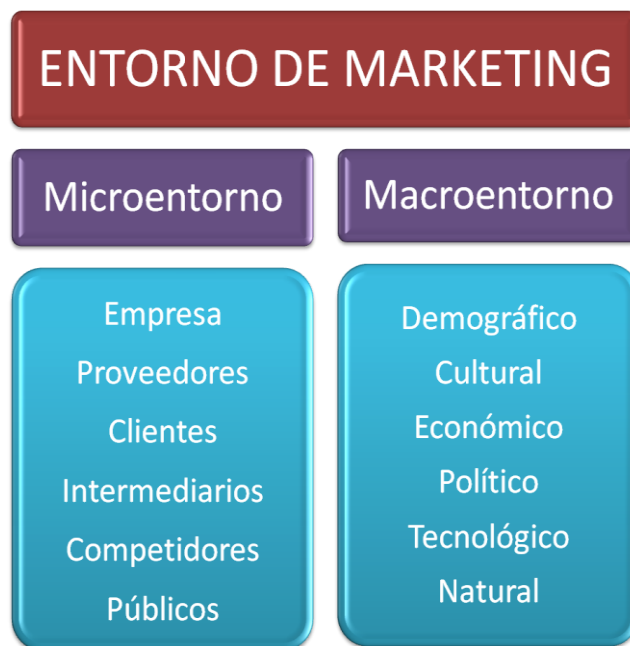 ENTORNO DE MARKETING
Microentorno
Macroentorno
Empresa
Proveedores
Clientes
Intermediarios
Competidores
Públicos
Demográfico
Cultural
Económico
Político
Tecnológico
Natural